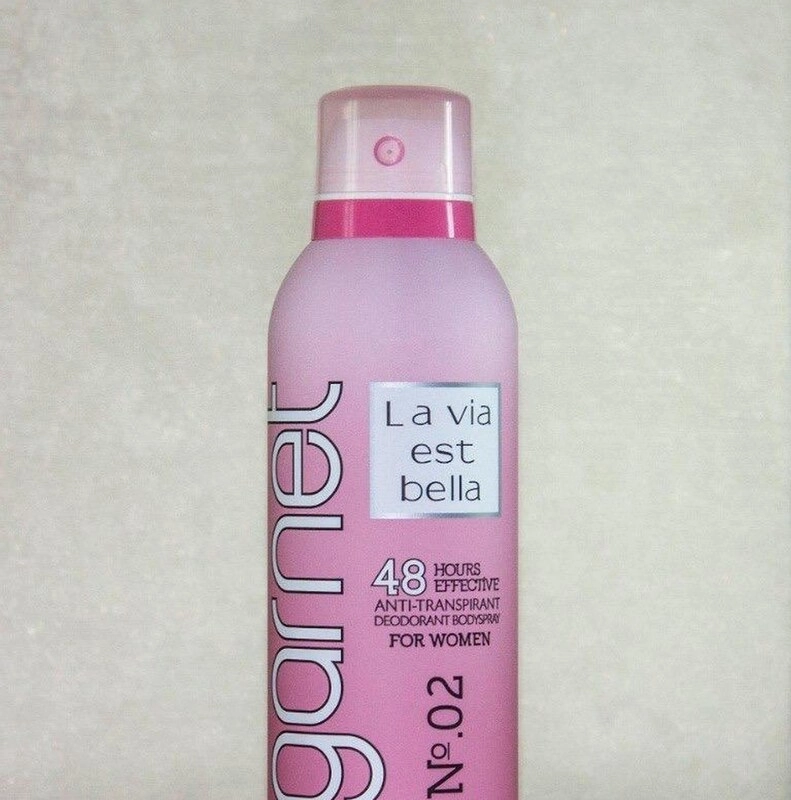 garnet
La via
est
bella
48 HOURS
EFFECTIVE
ANTI-TRANSPIRANT
DEODORANT BODYSPRAY
FOR WOMEN
Nº.02